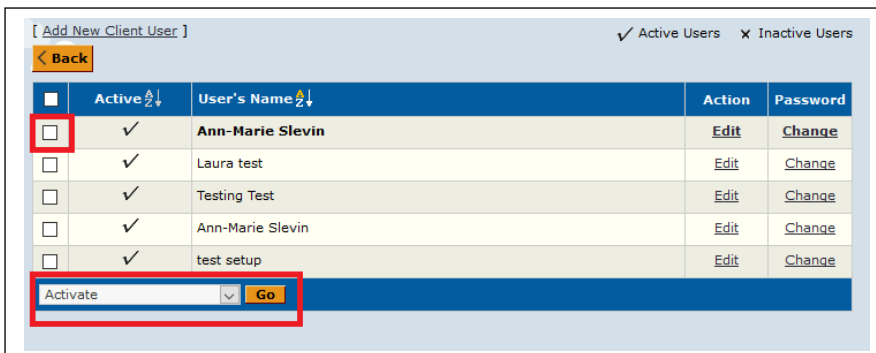 [ Add New Client User ] ✓ Active Users x Inactive Users
< Back
Active User's Name Action Password
✓ Ann-Marie Slevin Edit Change
✓ Laura test Edit Change
✓ Testing Test Edit Change
✓ Ann-Marie Slevin Edit Change
✓ test setup Edit Change
Activate Go